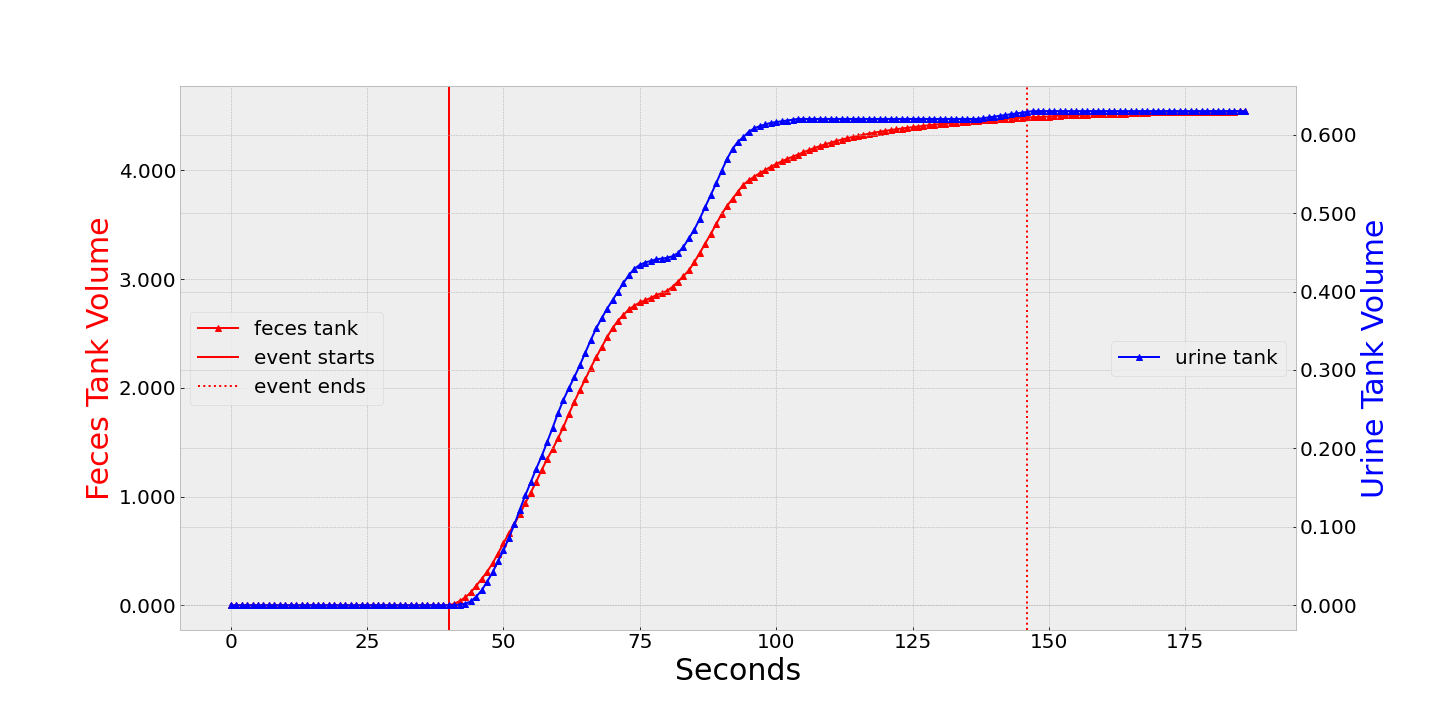 Feces Tank Volume
4.000
3.000
2.000
1.000
0.000
feces tank
event starts
event ends
urine tank
0.600
0.500
0.400
0.300
0.200
0.100
0.000
Urine Tank Volume
0 25 50 75 100 125 150 175
Seconds